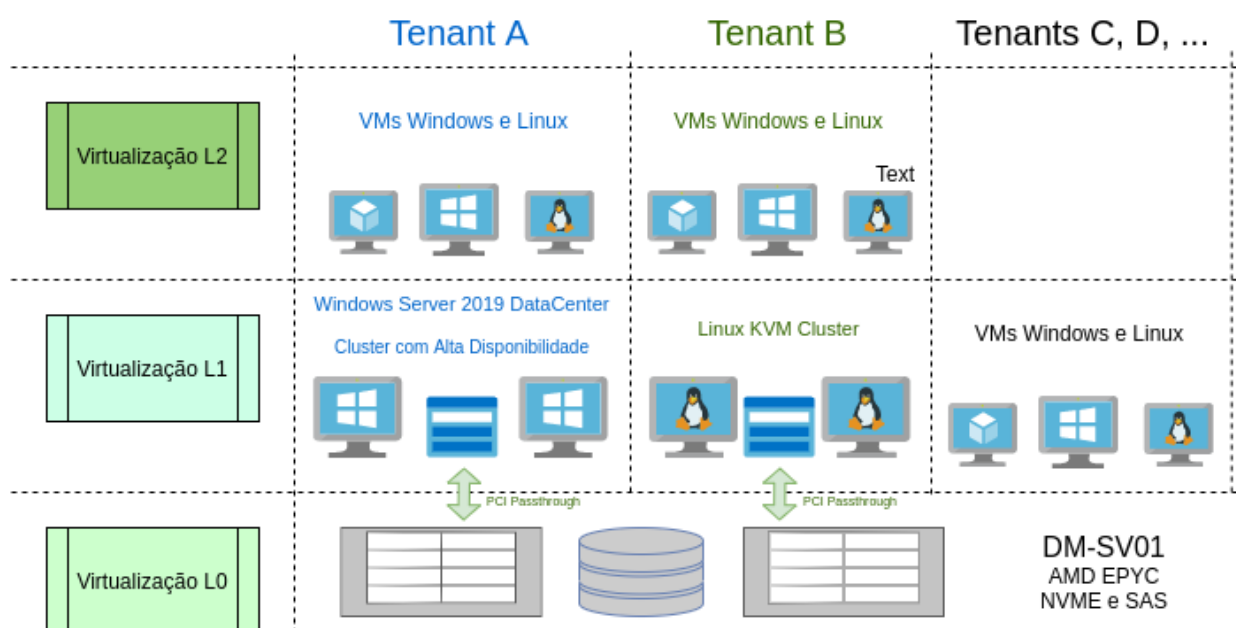 Tenant A
Tenant B
Tenants C, D, ...
Virtualização L2
VMs Windows e Linux
VMs Windows e Linux
Text
Virtualização L1
Windows Server 2019 DataCenter
Cluster com Alta Disponibilidade
Linux KVM Cluster
VMs Windows e Linux
PCI Passthrough
PCI Passthrough
Virtualização L0
DM-SV01
AMD EPYC
NVME e SAS